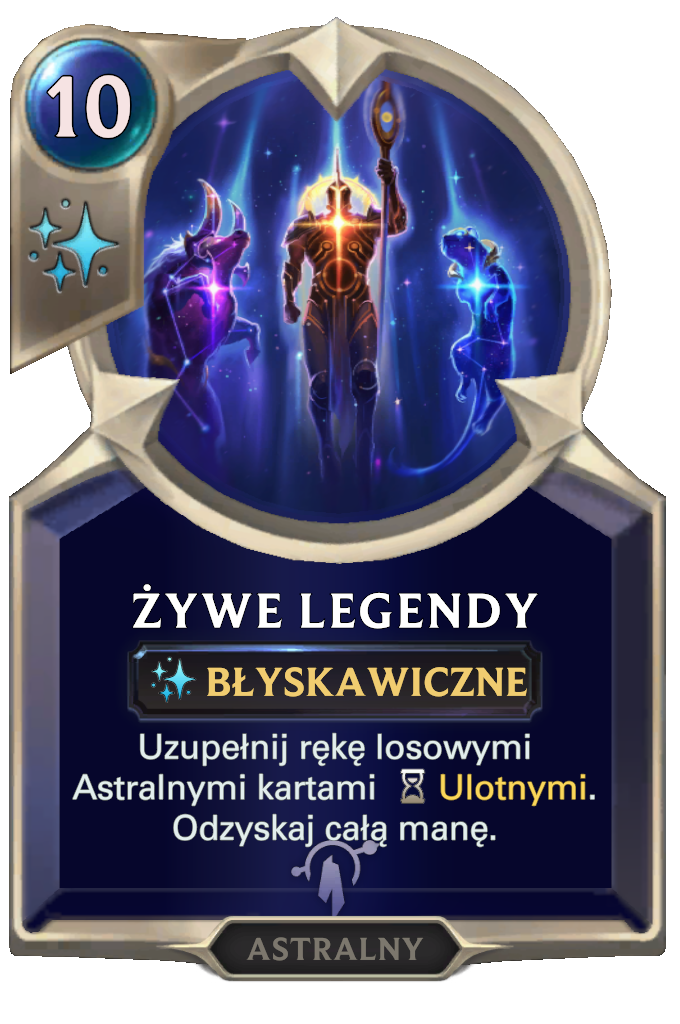 10
ŻYWE LEGENDY
BŁYSKAWICZNE
Uzupełnij rękę losowymi
Astralnymi kartami Ulotnymi.
Odzyskaj całą manę.
ASTRALNY